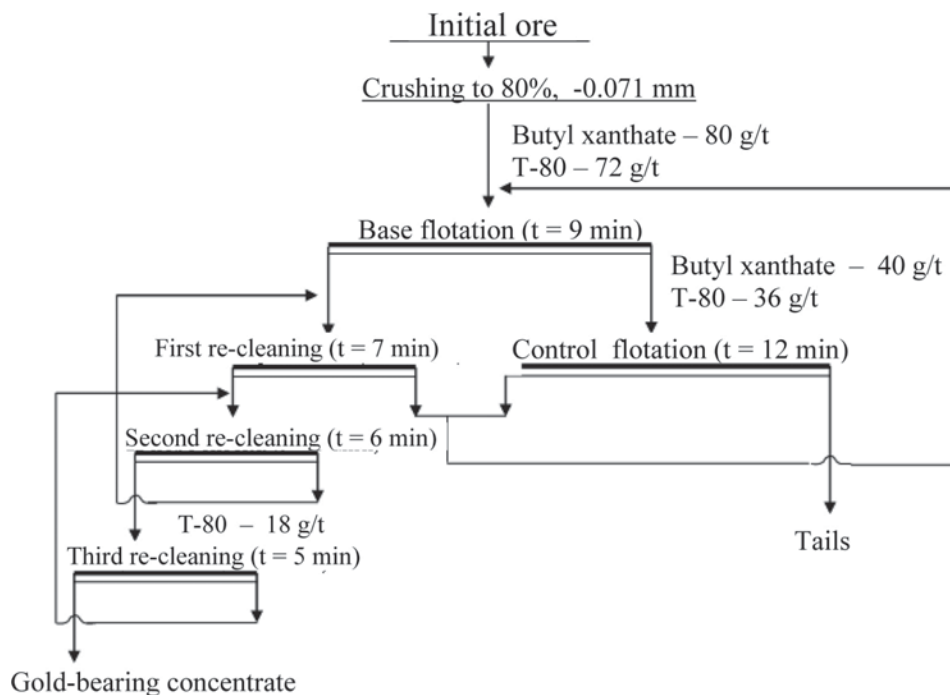 Initial ore
Crushing to 80%, -0.071 mm
Butyl xanthate – 80 g/t
T-80 – 72 g/t
Base flotation (t = 9 min)
Butyl xanthate – 40 g/t
T-80 – 36 g/t
First re-cleaning (t = 7 min)
Control flotation (t = 12 min)
Second re-cleaning (t = 6 min)
T-80 – 18 g/t
Tails
Third re-cleaning (t = 5 min)
Gold-bearing concentrate